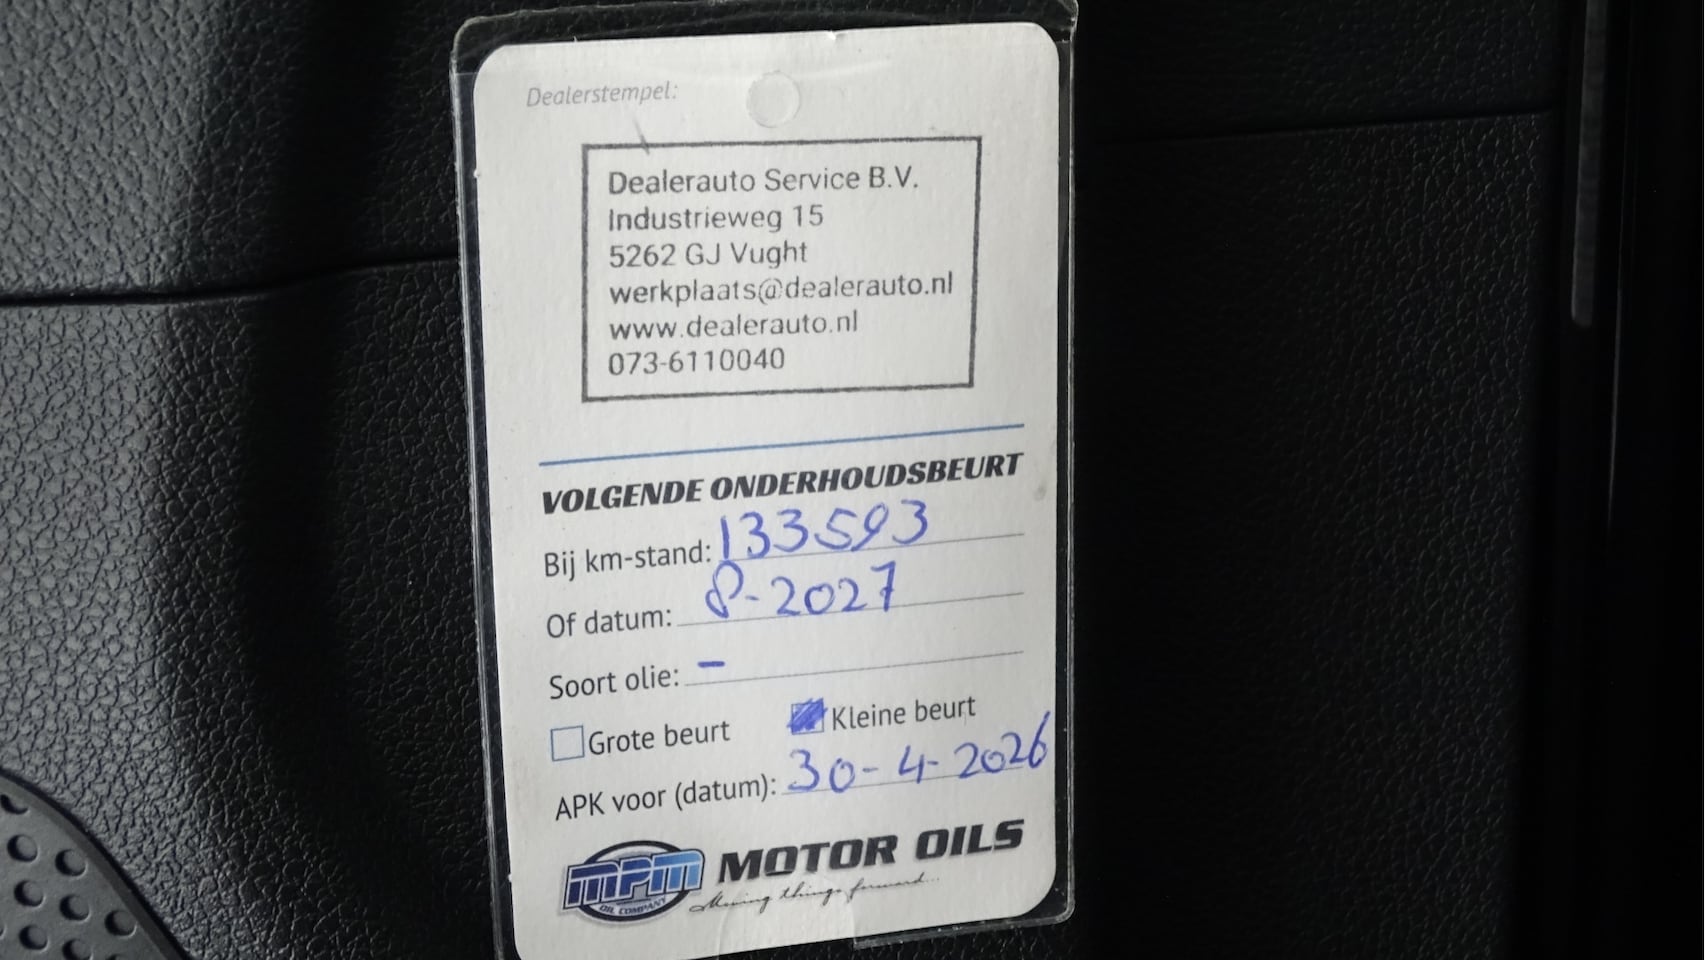 Dealerstempel:
Dealerauto Service B.V.
Industrieweg 15
5262 GJ Vught
werkplaats@dealerauto.nl
www.dealerauto.nl
073-6110040
VOLGENDE ONDERHOUDSBEURT
Bij km-stand: 133593
Of datum: 8-2027
Soort olie: -
Grote beurt Kleine beurt
APK voor (datum): 30-4-2026
MPM OIL COMPANY MOTOR OILS
Moving things forward...